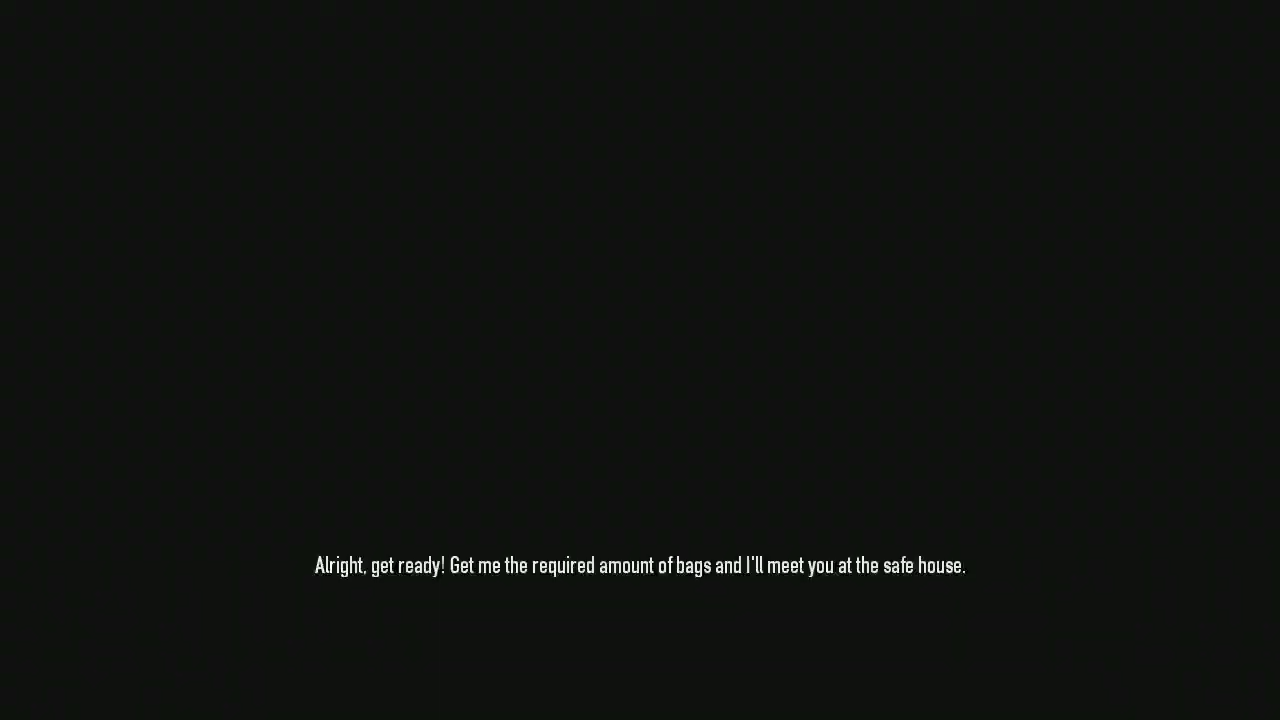 Alright, get ready! Get me the required amount of bags and I'll meet you at the safe house.